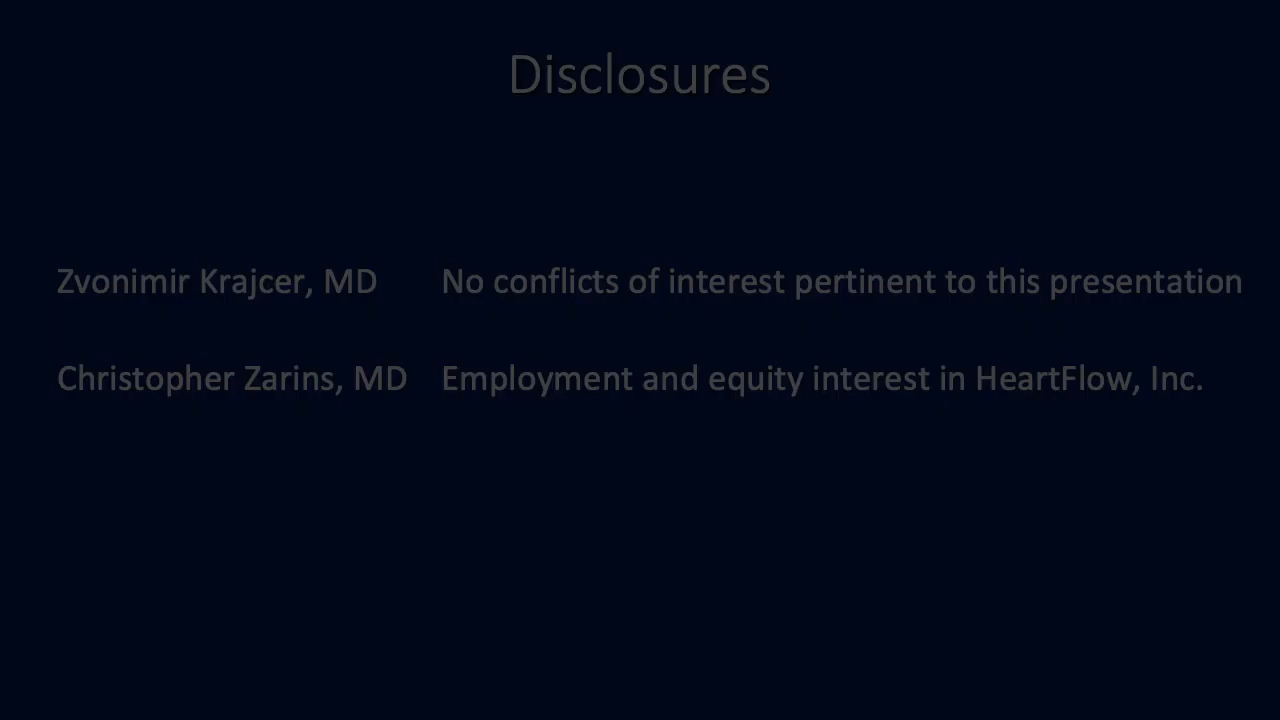 Disclosures
Zvonimir Krajcer, MD No conflicts of interest pertinent to this presentation
Christopher Zarins, MD Employment and equity interest in HeartFlow, Inc.